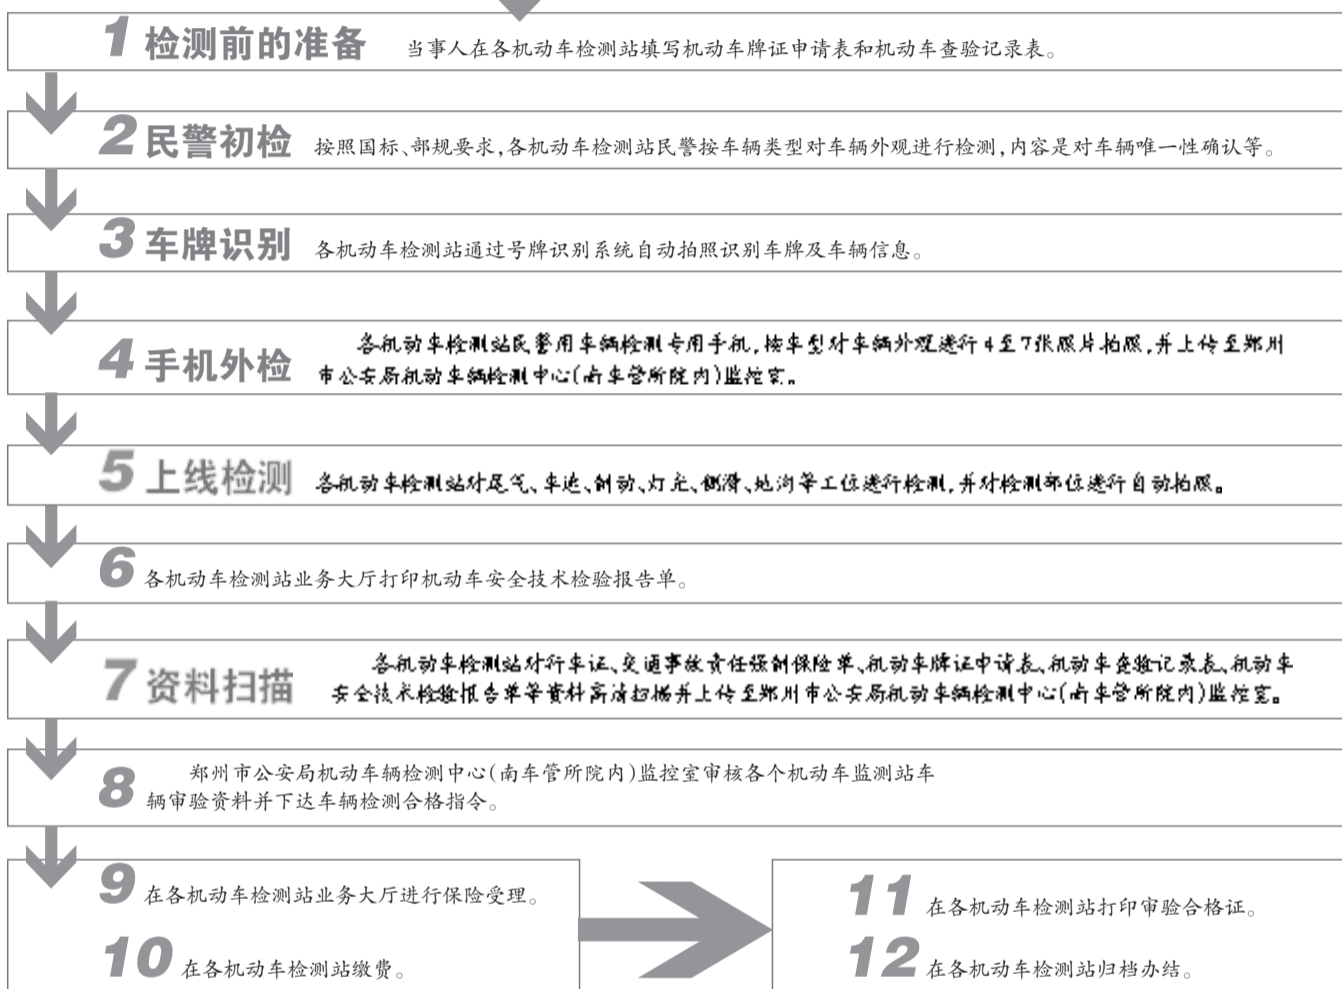 1 检测前的准备 当事人在各机动车检测站填写机动车牌证申请表和机动车查验记录表。
2 民警初检 按照国标、部规要求,各机动车检测站民警按车辆类型对车辆外观进行检测,内容是对车辆唯一性确认等。
3 车牌识别 各机动车检测站通过号牌识别系统自动拍照识别车牌及车辆信息。
4 手机外检 各机动车检测站民警用车辆检测专用手机,按车型对车辆外观进行4至7张照片拍照,并上传至郑州
市公安局机动车辆检测中心(南车管所院内)监控室。
5 上线检测 各机动车检测站对尾气、车速、制动、灯光、侧滑、地沟等工位进行检测,并对检测部位进行自动拍照。
6 各机动车检测站业务大厅打印机动车安全技术检验报告单。
7 资料扫描 各机动车检测站对行车证、交通事故责任强制保险单、机动车牌证申请表、机动车查验记录表、机动车
安全技术检验报告单等资料高清扫描并上传至郑州市公安局机动车辆检测中心(南车管所院内)监控室。
8 郑州市公安局机动车辆检测中心(南车管所院内)监控室审核各个机动车监测站车
辆审验资料并下达车辆检测合格指令。
9 在各机动车检测站业务大厅进行保险受理。
10 在各机动车检测站缴费。
11 在各机动车检测站打印审验合格证。
12 在各机动车检测站归档办结。